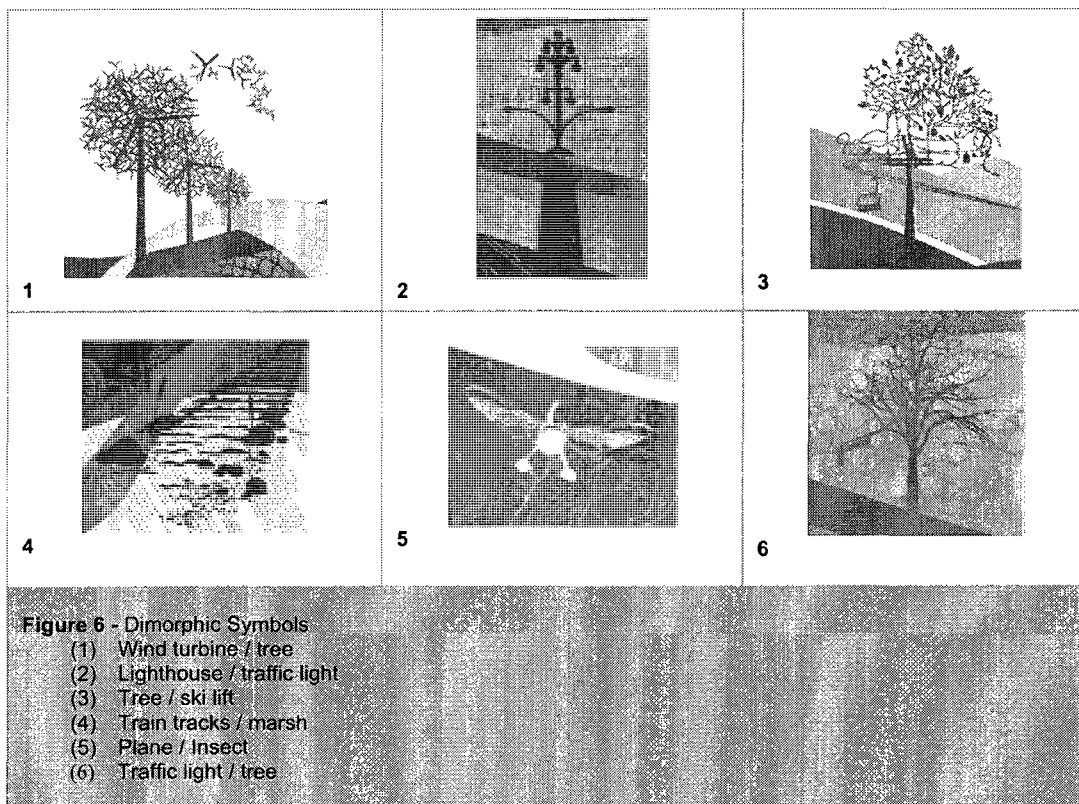 1
2
3
4
5
6
Figure 6 - Dimorphic Symbols
(1) Wind turbine / tree
(2) Lighthouse / traffic light
(3) Tree / ski lift
(4) Train tracks / marsh
(5) Plane / Insect
(6) Traffic light / tree